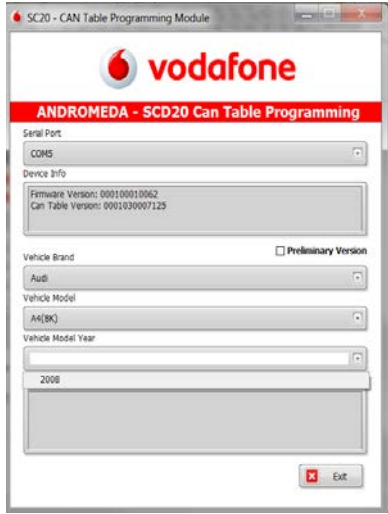 SC20 - CAN Table Programming Module
vodafone
ANDROMEDA - SCD20 Can Table Programming
Serial Port
COM5
Device Info
Firmware Version: 000100010062
Can Table Version: 0001030007125
Preliminary Version
Vehicle Brand
Audi
Vehicle Model
A4(8K)
Vehicle Model Year
2008
Exit